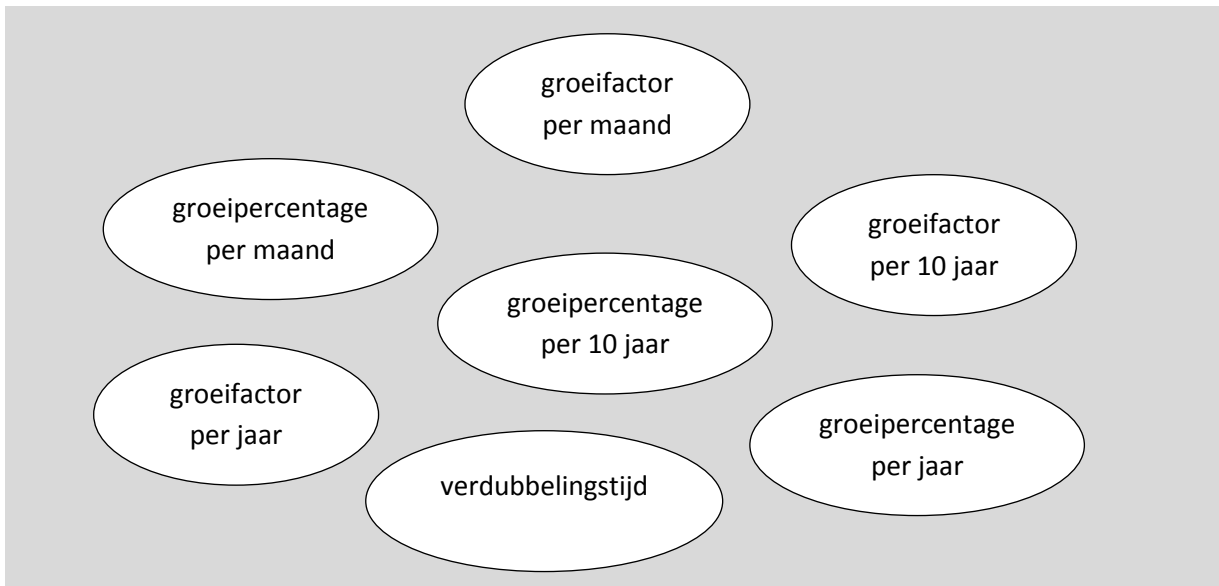 groeifactor
per maand
groeipercentage
per maand
groeifactor
per 10 jaar
groeipercentage
per 10 jaar
groeifactor
per jaar
groeipercentage
per jaar
verdubbelingstijd